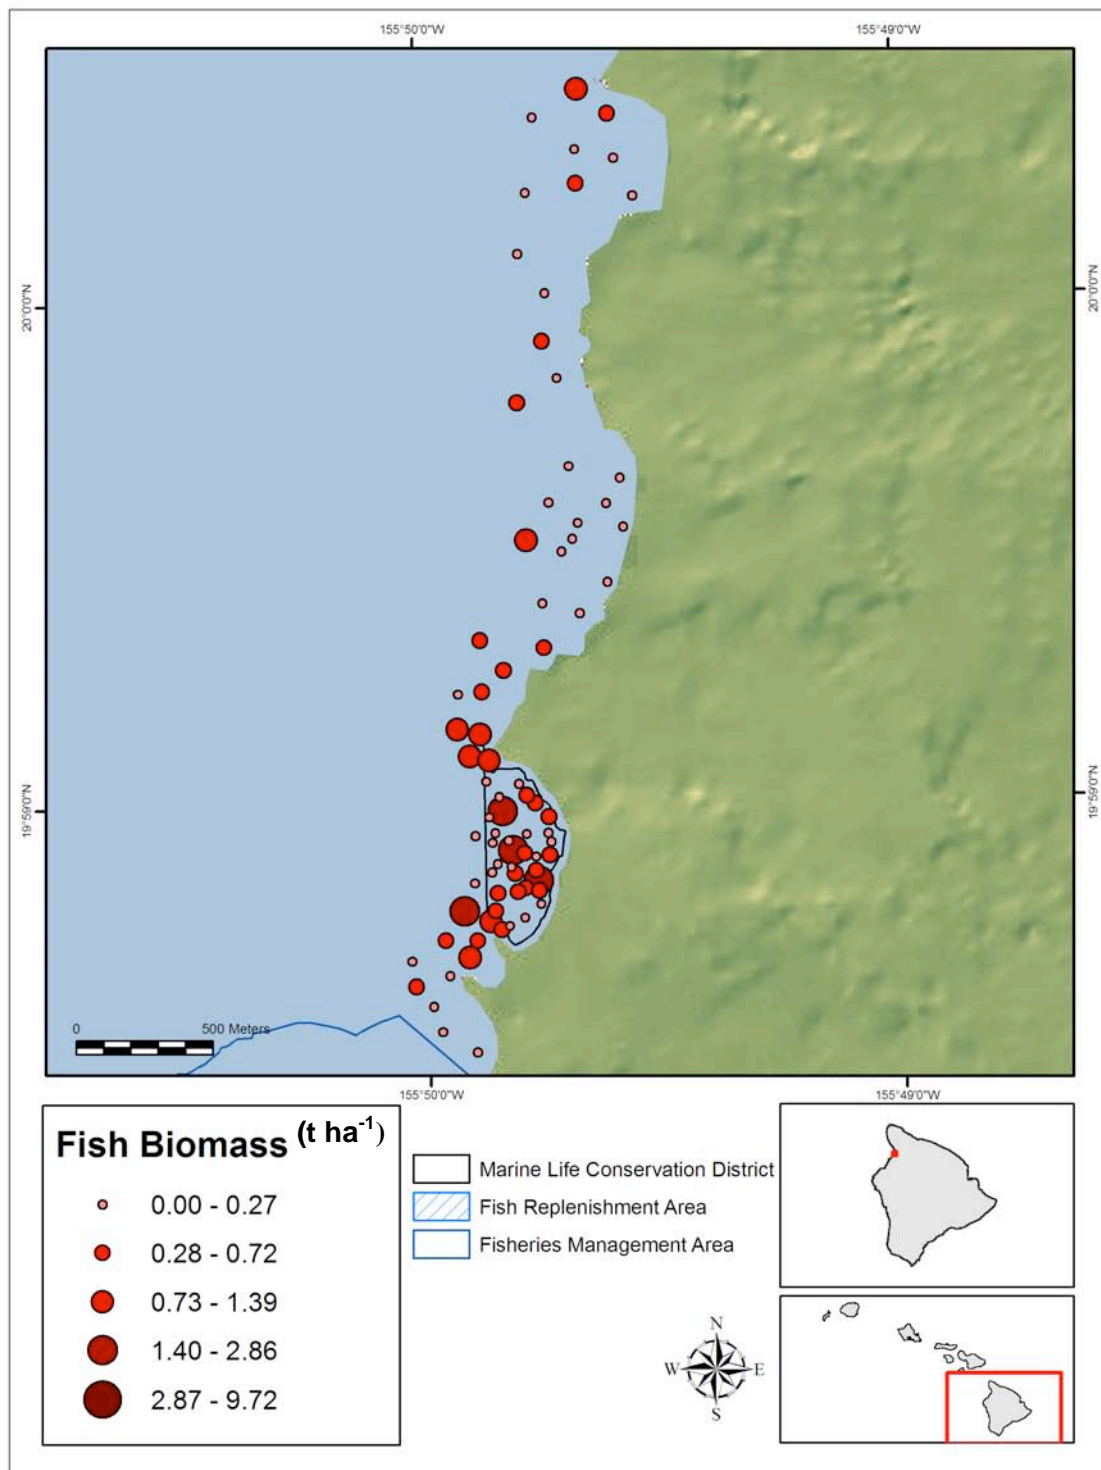 155°50'0"W 155°49'0"W
20°0'0"N 20°0'0"N
19°59'0"N 19°59'0"N
0 500 Meters
155°50'0"W 155°49'0"W
Fish Biomass (t ha-1)
0.00 - 0.27
0.28 - 0.72
0.73 - 1.39
1.40 - 2.86
2.87 - 9.72
Marine Life Conservation District
Fish Replenishment Area
Fisheries Management Area
N
W E
S